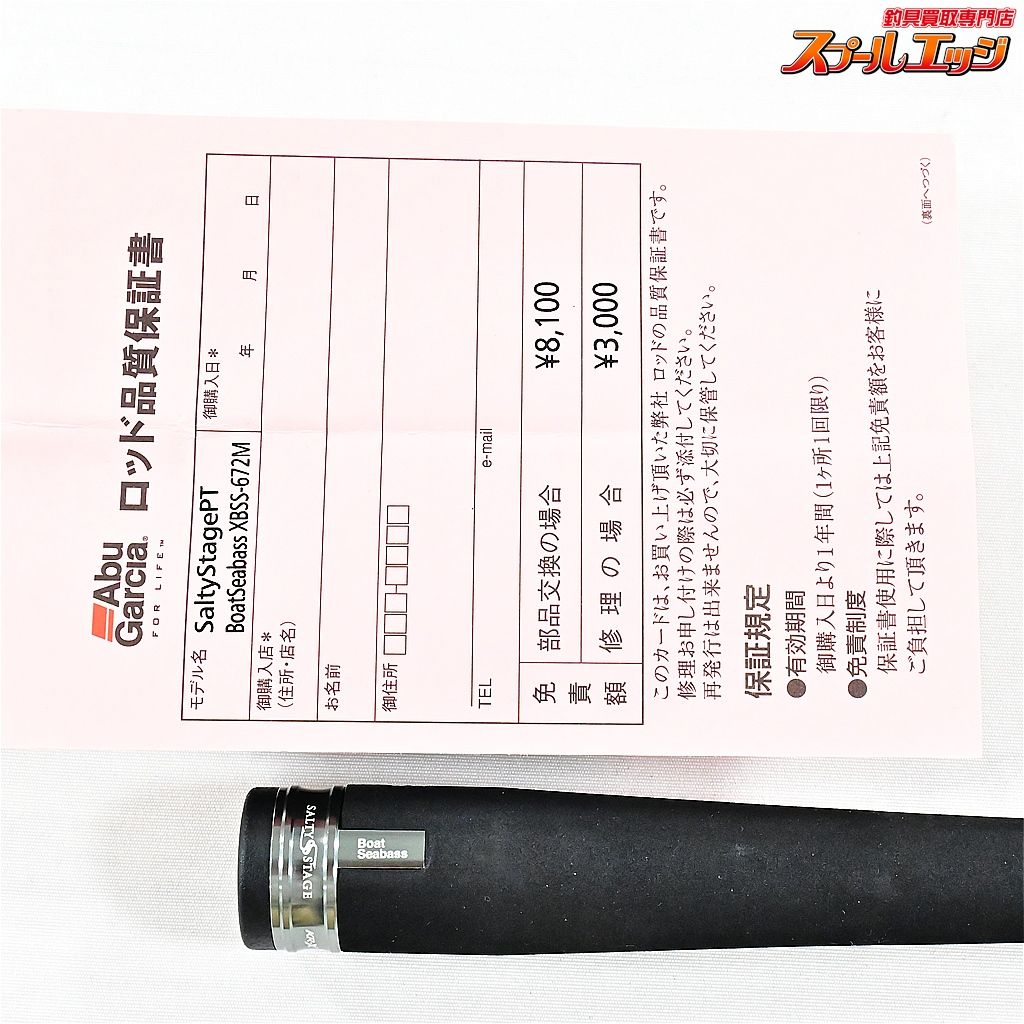 釣具買取専門店
スプールエッジ
Abu
Garcia®
FOR LIFE™
ロッド品質保証書
モデル名
SaltyStagePT
BoatSeabass XBSS-672M
御購入日*
年 月 日
御購入店*
(住所・店名)
お名前
御住所
TEL
e-mail
免責額
部品交換の場合 ¥8,100
修理の場合 ¥3,000
このカードは、お買い上げ頂いた弊社 ロッドの品質保証書です。
修理お申し付けの際は必ず添付してください。
再発行は出来ませんので、大切に保管してください。
保証規定
●有効期間
御購入日より1年間(1ヶ所1回限り)
●免責制度
保証書使用に際しては上記免責額をお客様に
ご負担して頂きます。
(裏面へつづく)
SALTY STAGE
Boat
Seabass